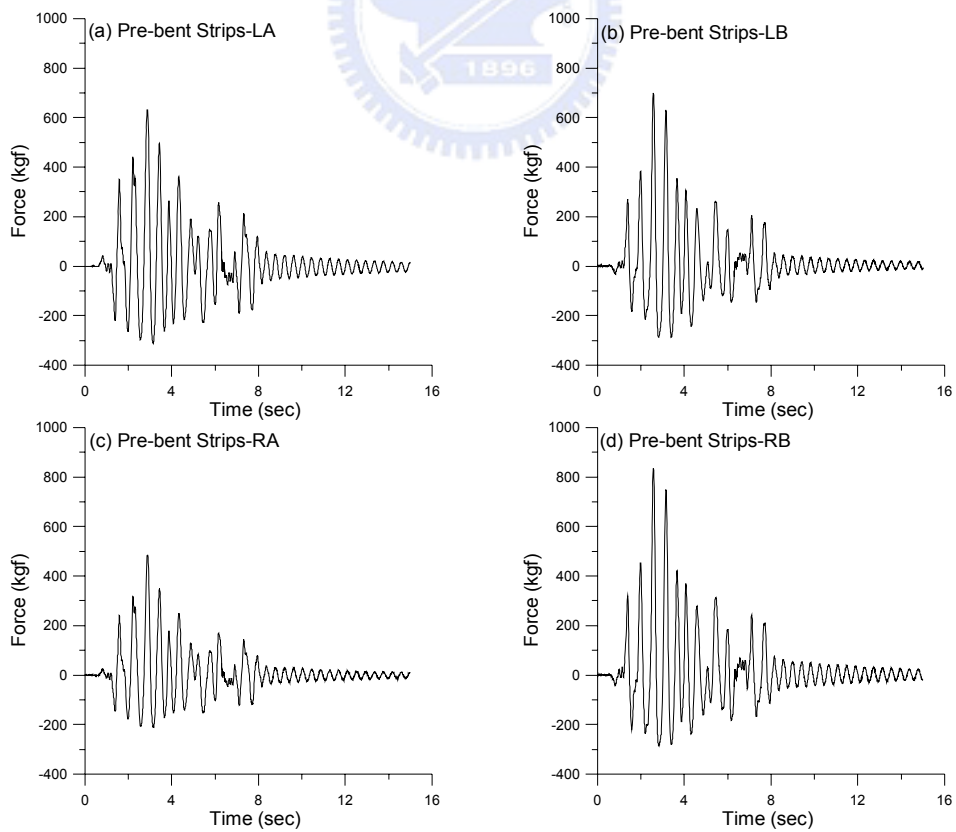 (a) Pre-bent Strips-LA
1000
800
600
400
200
0
-200
-400
Force (kgf)
0 4 8 12 16
Time (sec)
1896
(b) Pre-bent Strips-LB
1000
800
600
400
200
0
-200
-400
Force (kgf)
0 4 8 12 16
Time (sec)
(c) Pre-bent Strips-RA
1000
800
600
400
200
0
-200
-400
Force (kgf)
0 4 8 12 16
Time (sec)
(d) Pre-bent Strips-RB
1000
800
600
400
200
0
-200
-400
Force (kgf)
0 4 8 12 16
Time (sec)